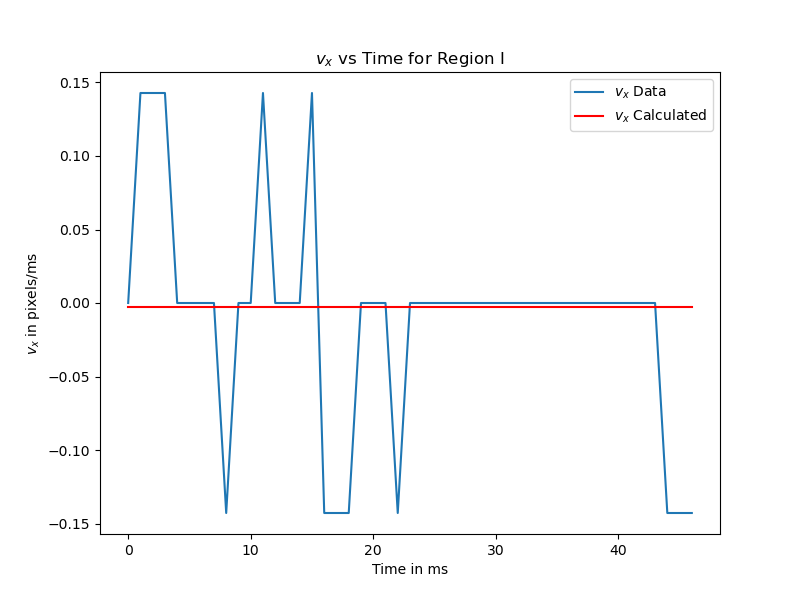 v_x vs Time for Region I
v_x Data
v_x Calculated
0.15
0.10
0.05
0.00
−0.05
−0.10
−0.15
v_x in pixels/ms
0 10 20 30 40
Time in ms